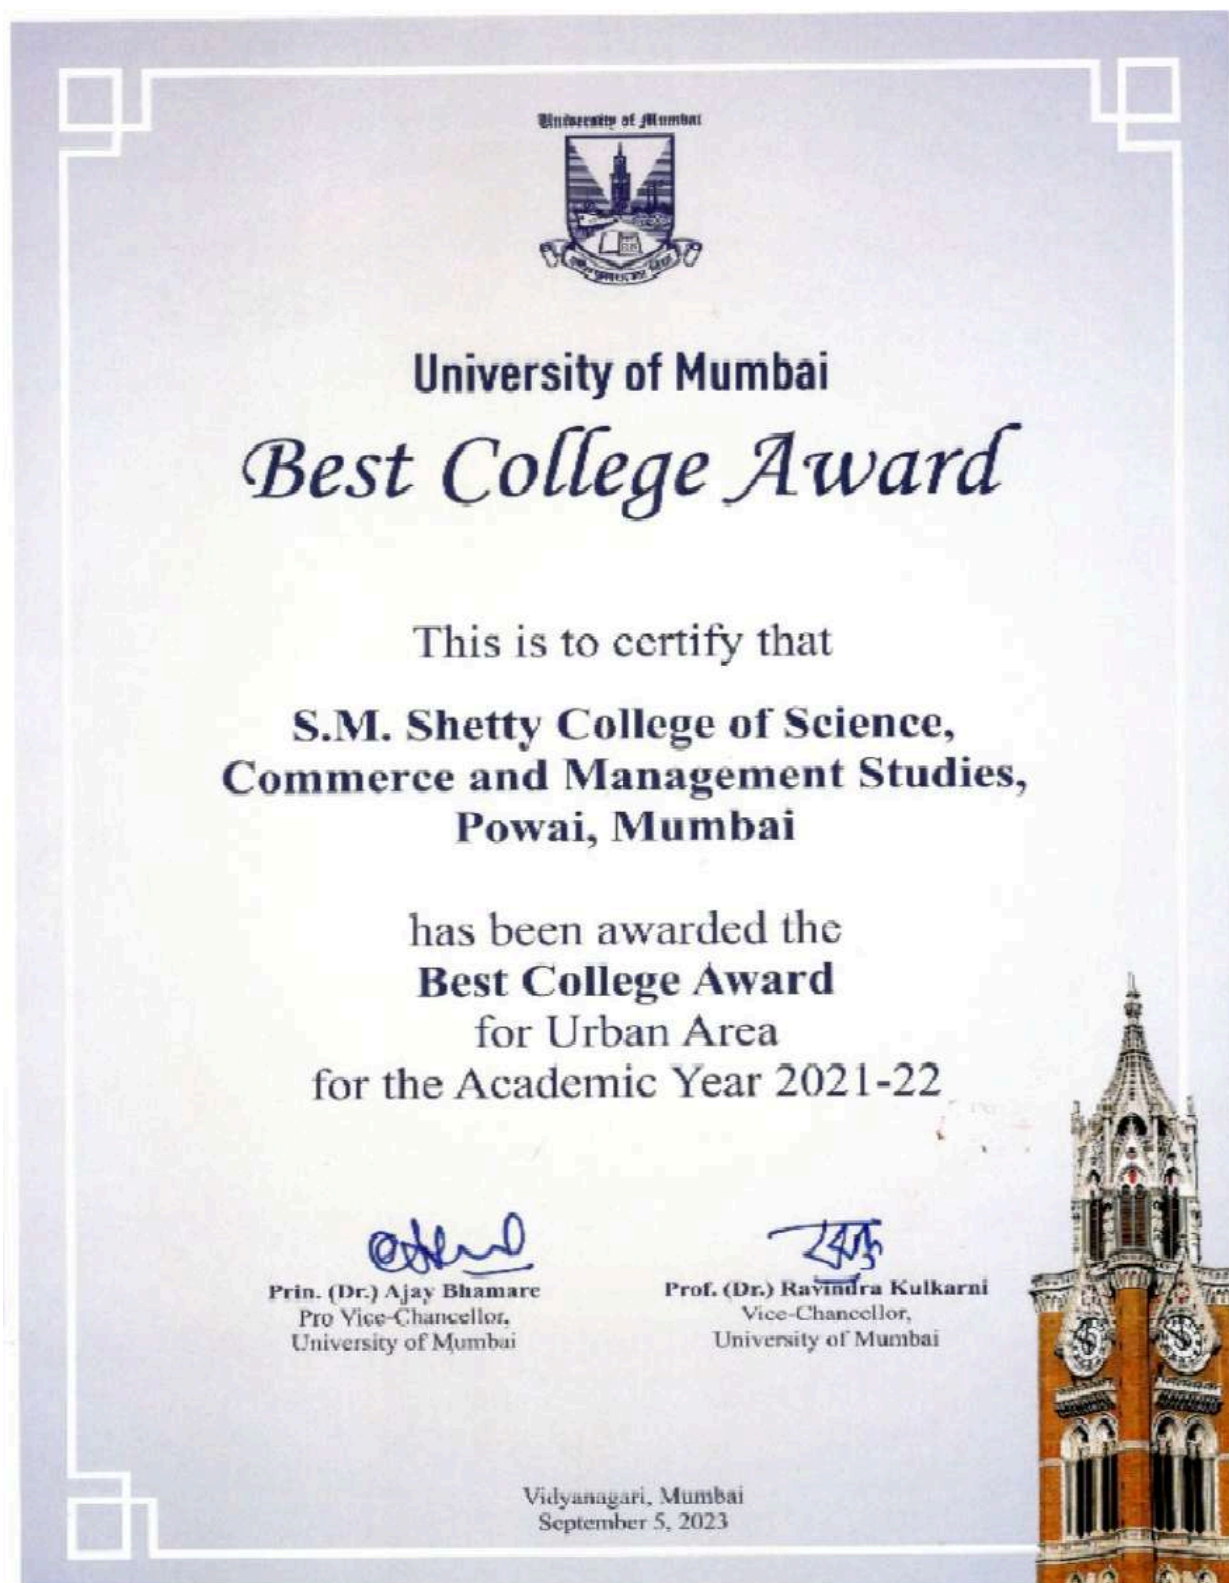 University of Mumbai
University of Mumbai
Best College Award
This is to certify that
S.M. Shetty College of Science,
Commerce and Management Studies,
Powai, Mumbai
has been awarded the
Best College Award
for Urban Area
for the Academic Year 2021-22
Prin. (Dr.) Ajay Bhamare
Pro Vice-Chancellor,
University of Mumbai
Prof. (Dr.) Ravindra Kulkarni
Vice-Chancellor,
University of Mumbai
Vidyanagari, Mumbai
September 5, 2023